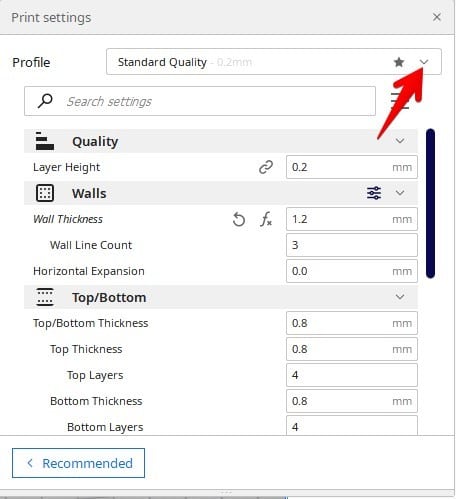 Print settings
Profile
Standard Quality - 0.2mm
Search settings
Quality
Layer Height 0.2 mm
Walls
Wall Thickness fx 1.2 mm
Wall Line Count 3
Horizontal Expansion 0.0 mm
Top/Bottom
Top/Bottom Thickness 0.8 mm
Top Thickness 0.8 mm
Top Layers 4
Bottom Thickness 0.8 mm
Bottom Layers 4
Recommended